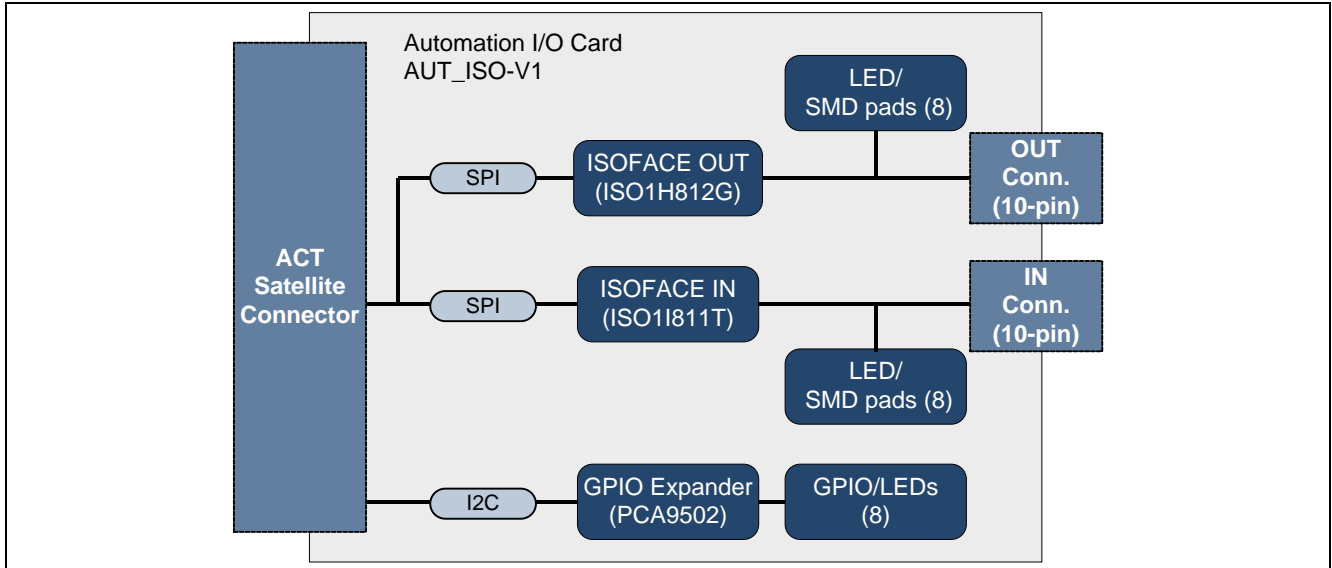 Automation I/O Card
AUT_ISO-V1
LED/
SMD pads (8)
ISOFACE OUT
(ISO1H812G)
SPI
OUT
Conn.
(10-pin)
ACT
Satellite
Connector
SPI
ISOFACE IN
(ISO1I811T)
IN
Conn.
(10-pin)
LED/
SMD pads (8)
I2C
GPIO Expander
(PCA9502)
GPIO/LEDs
(8)